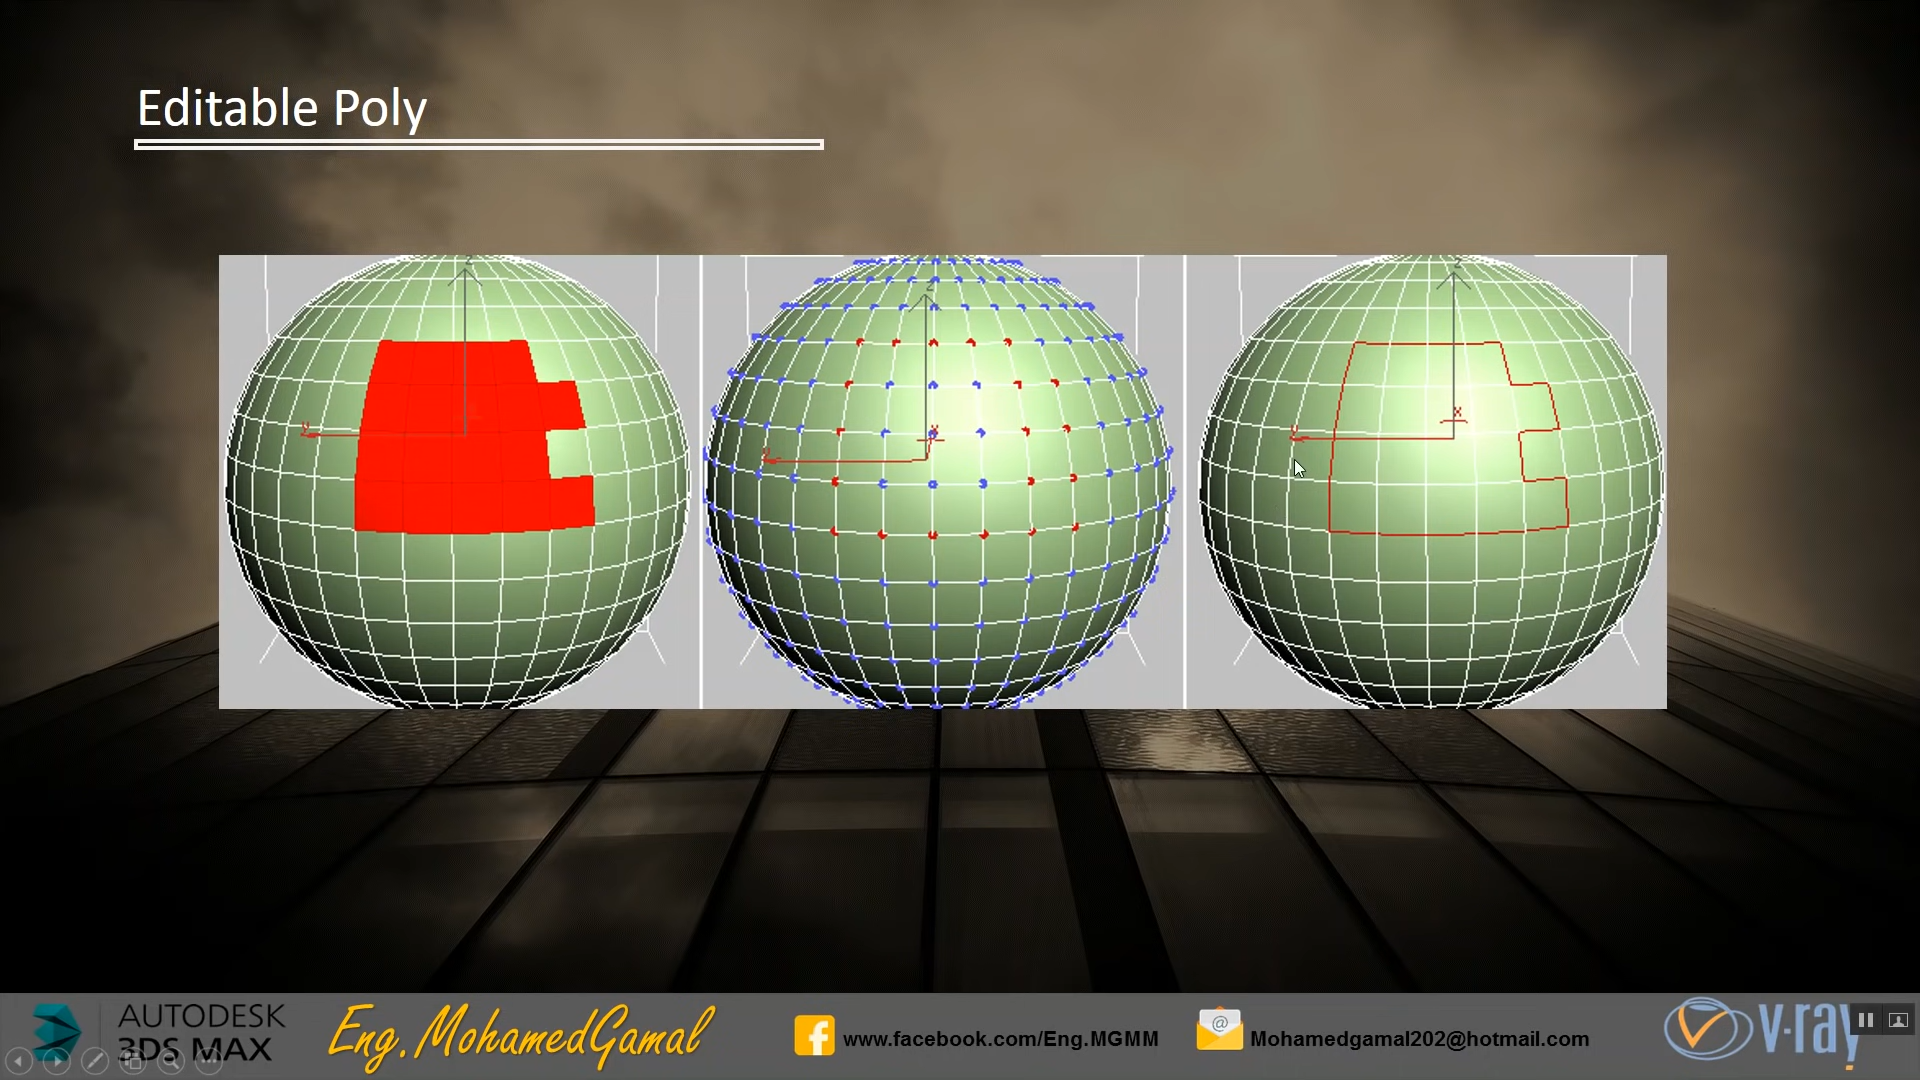 Editable Poly
z
z
z
x
x
y
y
y
AUTODESK
3DS MAX
Eng.MohamedGamal
www.facebook.com/Eng.MGMM
Mohamedgamal202@hotmail.com
v-ray